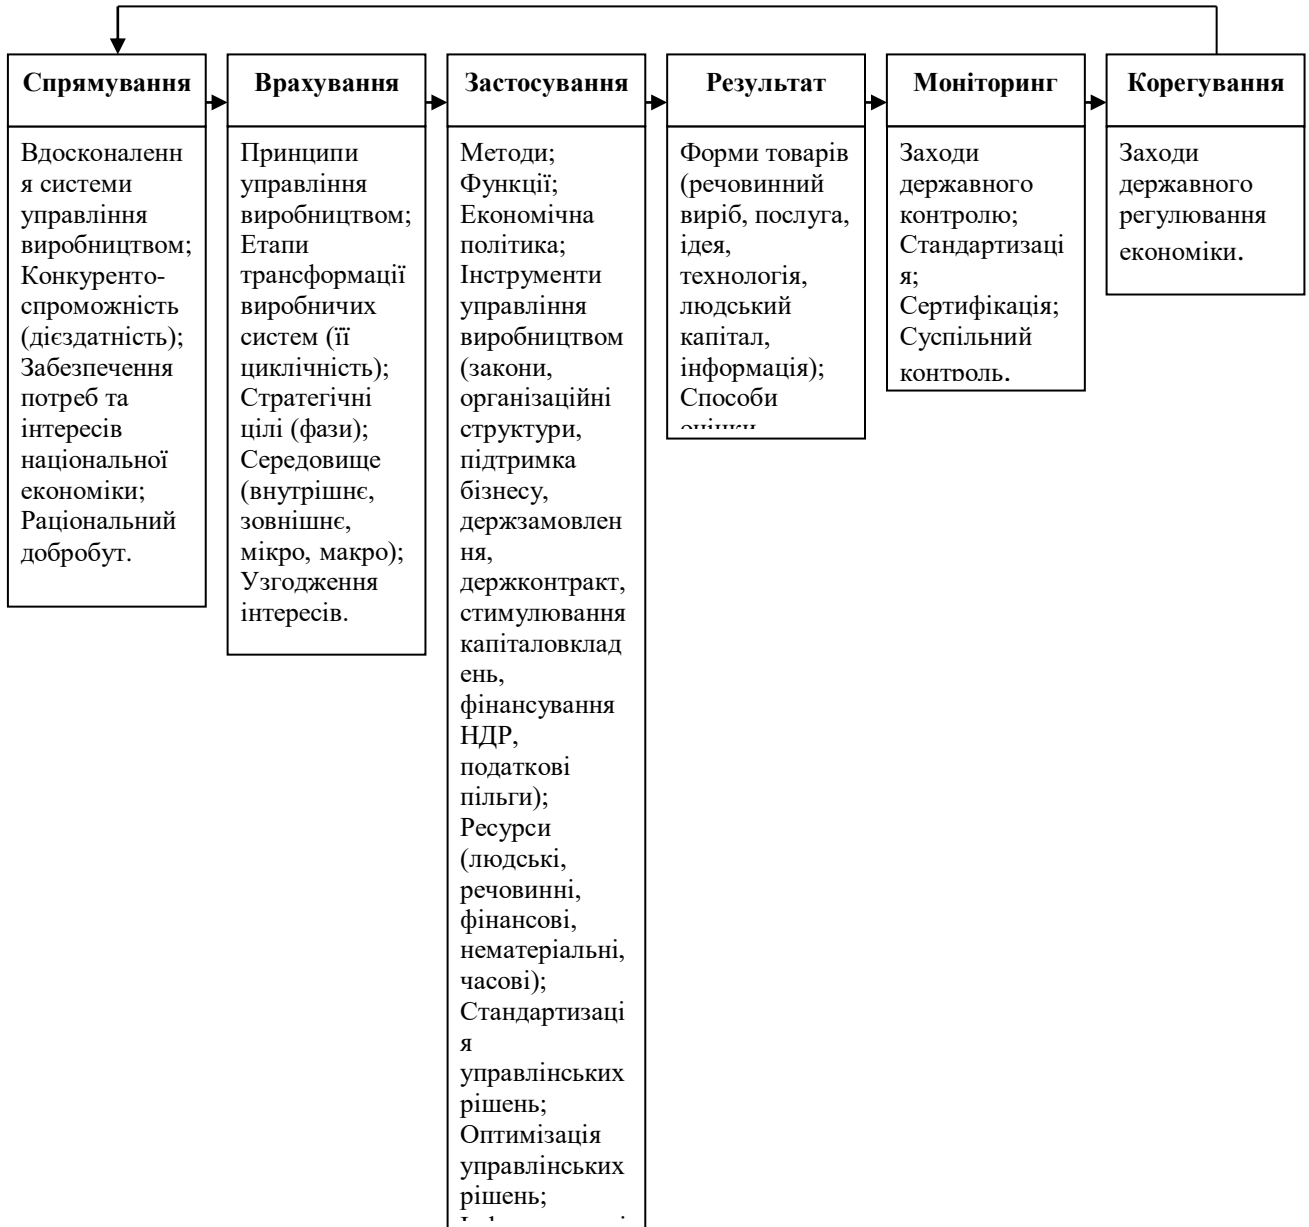 Спрямування
Врахування
Застосування
Результат
Моніторинг
Корегування
Вдосконаленн
я системи
управління
виробництвом;
Конкуренто-
спроможність
(дієздатність);
Забезпечення
потреб та
інтересів
національної
економіки;
Раціональний
добробут.
Принципи
управління
виробництвом;
Етапи
трансформації
виробничих
систем (її
циклічність);
Стратегічні
цілі (фази);
Середовище
(внутрішнє,
зовнішнє,
мікро, макро);
Узгодження
інтересів.
Методи;
Функції;
Економічна
політика;
Інструменти
управління
виробництвом
(закони,
організаційні
структури,
підтримка
бізнесу,
держзамовлен
ня,
держконтракт,
стимулювання
капіталовклад
ень,
фінансування
НДР,
податкові
пільги);
Ресурси
(людські,
речовинні,
фінансові,
нематеріальні,
часові);
Стандартизаці
я
управлінських
рішень;
Оптимізація
управлінських
рішень;
Форми товарів
(речовинний
виріб, послуга,
ідея,
технологія,
людський
капітал,
інформація);
Способи
Заходи
державного
контролю;
Стандартизаці
я;
Сертифікація;
Суспільний
контроль.
Заходи
державного
регулювання
економіки.